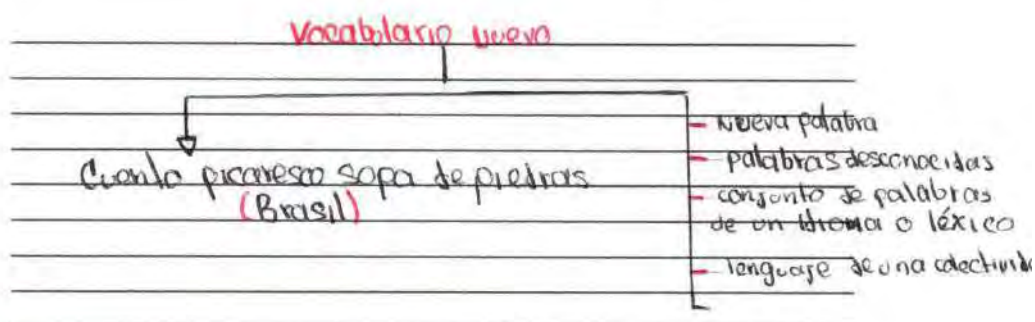 Vocabulario nuevo
Cuento picaresco sopa de piedras
(Brasil)
- Nueva palabra
- palabras desconocidas
- conjunto de palabras
de un idioma o léxico
- lenguaje de una colectivida